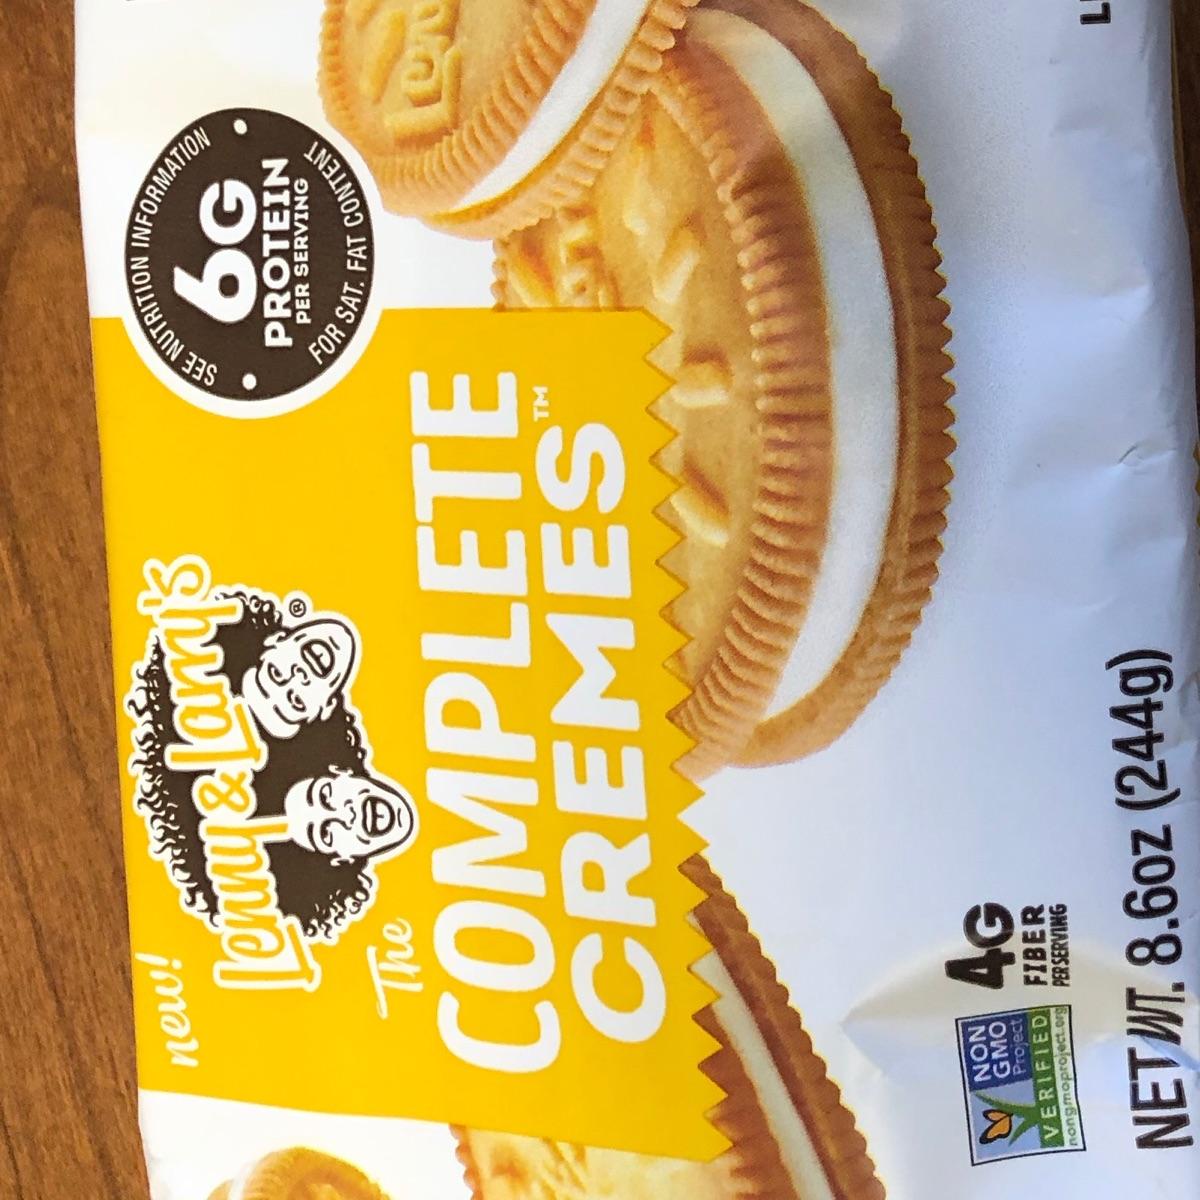 new!
Lenny & Larry's®
The
COMPLETE
CREMES™
SEE NUTRITION INFORMATION
6G
PROTEIN
PER SERVING
FOR SAT. FAT CONTENT
NON
GMO
Project
VERIFIED
nongmoproject.org
4G
FIBER
PER SERVING
NET WT. 8.6oz (244g)